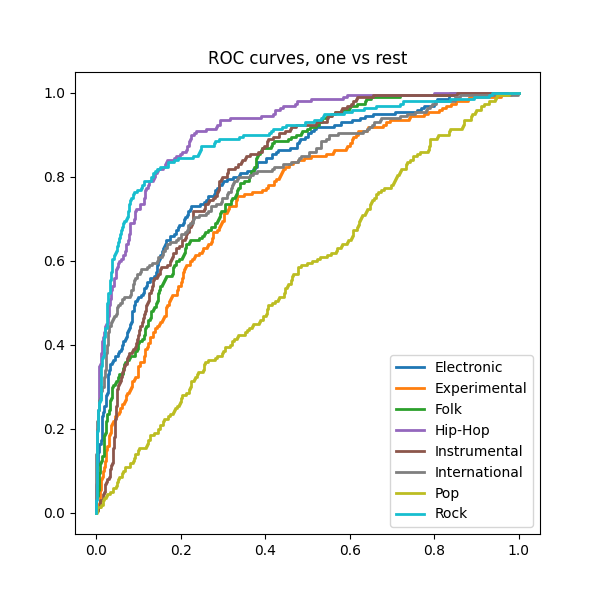 ROC curves, one vs rest
1.0
0.8
0.6
0.4
0.2
0.0
Electronic
Experimental
Folk
Hip-Hop
Instrumental
International
Pop
Rock
0.0 0.2 0.4 0.6 0.8 1.0